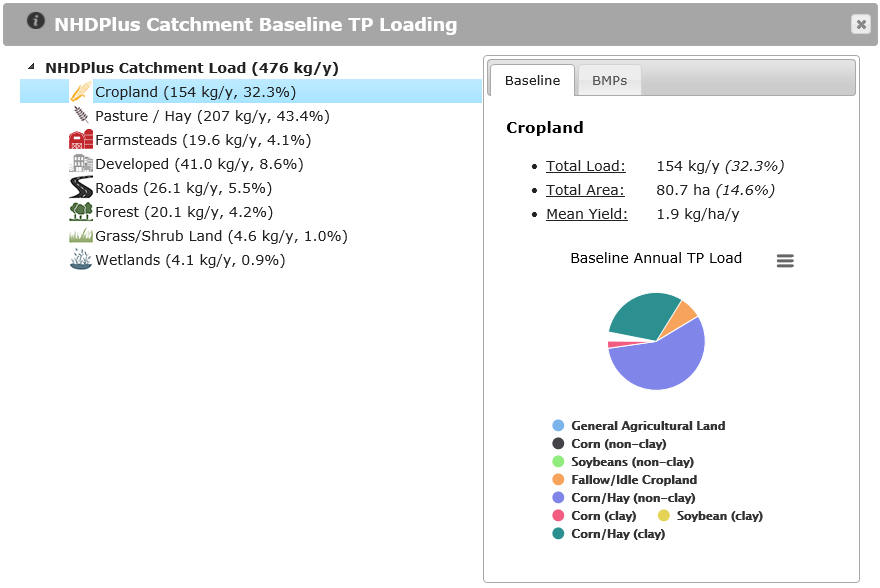 NHDPlus Catchment Baseline TP Loading
NHDPlus Catchment Load (476 kg/y)
Cropland (154 kg/y, 32.3%)
Pasture / Hay (207 kg/y, 43.4%)
Farmsteads (19.6 kg/y, 4.1%)
Developed (41.0 kg/y, 8.6%)
Roads (26.1 kg/y, 5.5%)
Forest (20.1 kg/y, 4.2%)
Grass/Shrub Land (4.6 kg/y, 1.0%)
Wetlands (4.1 kg/y, 0.9%)
Baseline BMPs
Cropland
• Total Load: 154 kg/y (32.3%)
• Total Area: 80.7 ha (14.6%)
• Mean Yield: 1.9 kg/ha/y
Baseline Annual TP Load
General Agricultural Land
Corn (non-clay)
Soybeans (non-clay)
Fallow/Idle Cropland
Corn/Hay (non-clay)
Corn (clay) Soybean (clay)
Corn/Hay (clay)